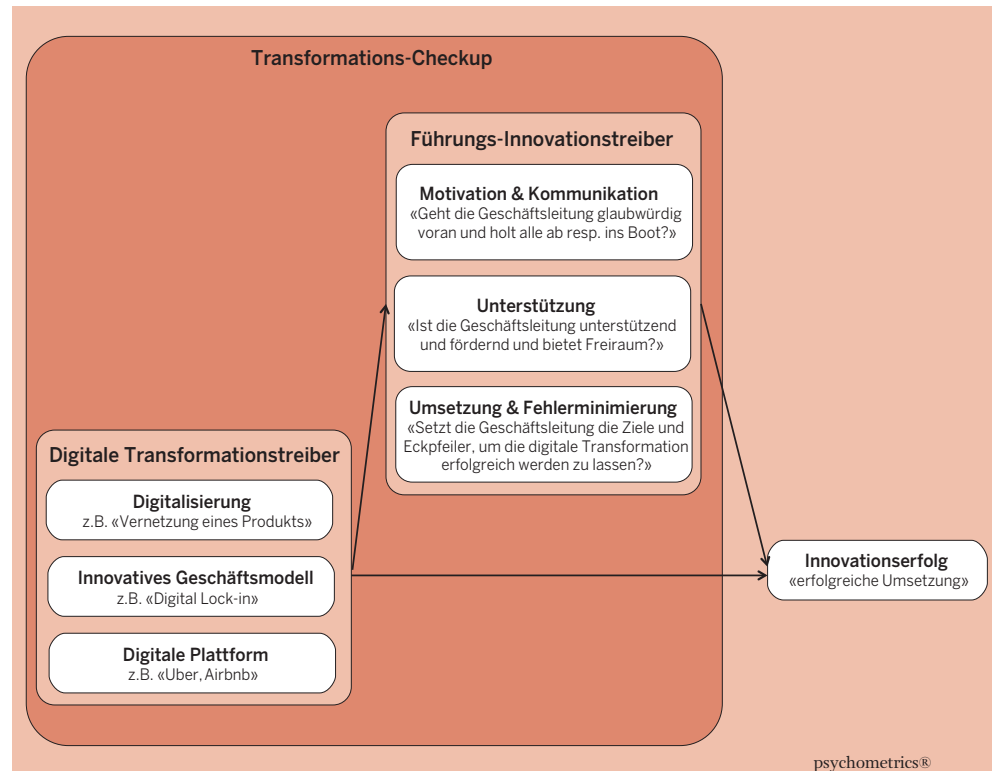 Transformations-Checkup
Führungs-Innovationstreiber
Motivation & Kommunikation
«Geht die Geschäftsleitung glaubwürdig
voran und holt alle ab resp. ins Boot?»
Unterstützung
«Ist die Geschäftsleitung unterstützend
und fördernd und bietet Freiraum?»
Umsetzung & Fehlerminimierung
«Setzt die Geschäftsleitung die Ziele und
Eckpfeiler, um die digitale Transformation
erfolgreich werden zu lassen?»
Digitale Transformationstreiber
Digitalisierung
z.B. «Vernetzung eines Produkts»
Innovatives Geschäftsmodell
z.B. «Digital Lock-in»
Digitale Plattform
z.B. «Uber, Airbnb»
Innovationserfolg
«erfolgreiche Umsetzung»
psychometrics®